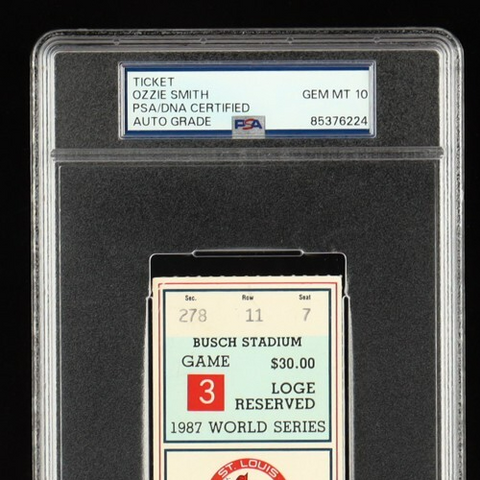 TICKET
OZZIE SMITH
PSA/DNA CERTIFIED
AUTO GRADE
GEM MT 10
PSA
85376224
Sec. Row Seat
278 11 7
BUSCH STADIUM
GAME $30.00
3 LOGE
RESERVED
1987 WORLD SERIES
ST. LOUIS